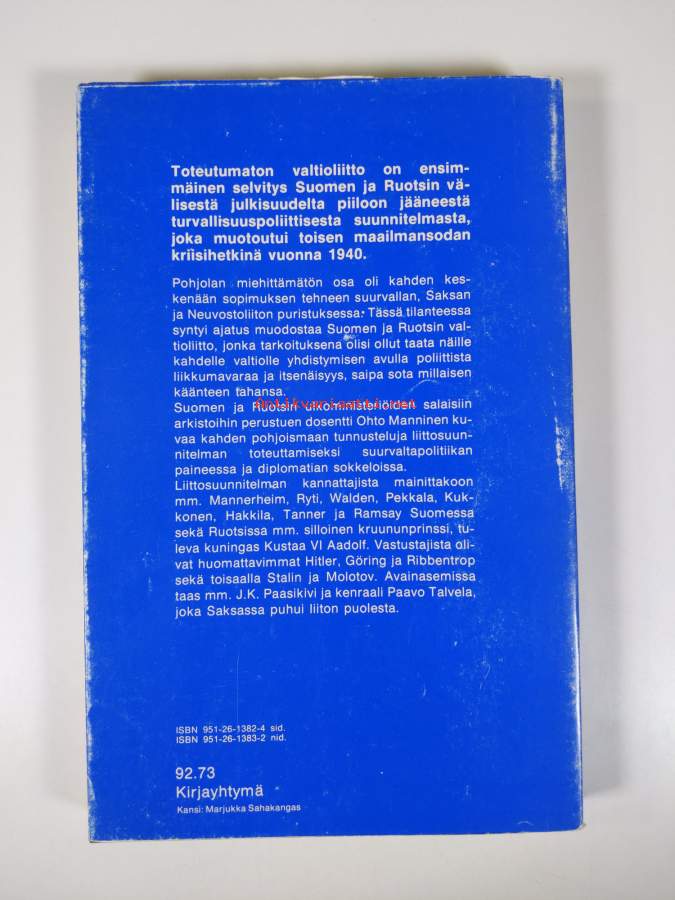 Toteutumaton valtioliitto on ensim-
mäinen selvitys Suomen ja Ruotsin vä-
lisestä julkisuudelta piiloon jääneestä
turvallisuuspoliittisesta suunnitelmasta,
joka muotoutui toisen maailmansodan
kriisihetkinä vuonna 1940.
Pohjolan miehittämätön osa oli kahden kes-
kenään sopimuksen tehneen suurvallan, Saksan
ja Neuvostoliiton puristuksessa. Tässä tilanteessa
syntyi ajatus muodostaa Suomen ja Ruotsin val-
tioliitto, jonka tarkoituksena olisi ollut taata näille
kahdelle valtiolle yhdistymisen avulla poliittista
liikkumavaraa ja itsenäisyys, saipa sota millaisen
käänteen tahansa.
Antikvariaatti.net
Suomen ja Ruotsin ulkoministeriöiden salaisiin
arkistoihin perustuen dosentti Ohto Manninen ku-
vaa kahden pohjoismaan tunnusteluja liittosuun-
nitelman toteuttamiseksi suurvaltapolitiikan
paineessa ja diplomatian sokkeloissa.
Liittosuunnitelman kannattajista mainittakoon
mm. Mannerheim, Ryti, Walden, Pekkala, Kuk-
konen, Hakkila, Tanner ja Ramsay Suomessa
sekä Ruotsissa mm. silloinen kruununprinssi, tu-
leva kuningas Kustaa VI Aadolf. Vastustajista oli-
vat huomattavimmat Hitler, Göring ja Ribbentrop
sekä toisaalla Stalin ja Molotov. Avainasemissa
taas mm. J.K. Paasikivi ja kenraali Paavo Talvela,
joka Saksassa puhui liiton puolesta.
ISBN 951-26-1382-4 sid.
ISBN 951-26-1383-2 nid.
92.73
Kirjayhtymä
Kansi: Marjukka Sahakangas